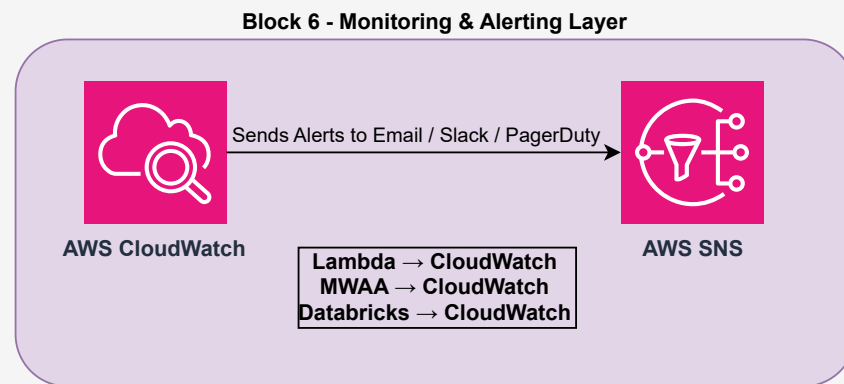 Block 6 - Monitoring & Alerting Layer
Sends Alerts to Email / Slack / PagerDuty
AWS CloudWatch
AWS SNS
Lambda → CloudWatch
MWAA → CloudWatch
Databricks → CloudWatch